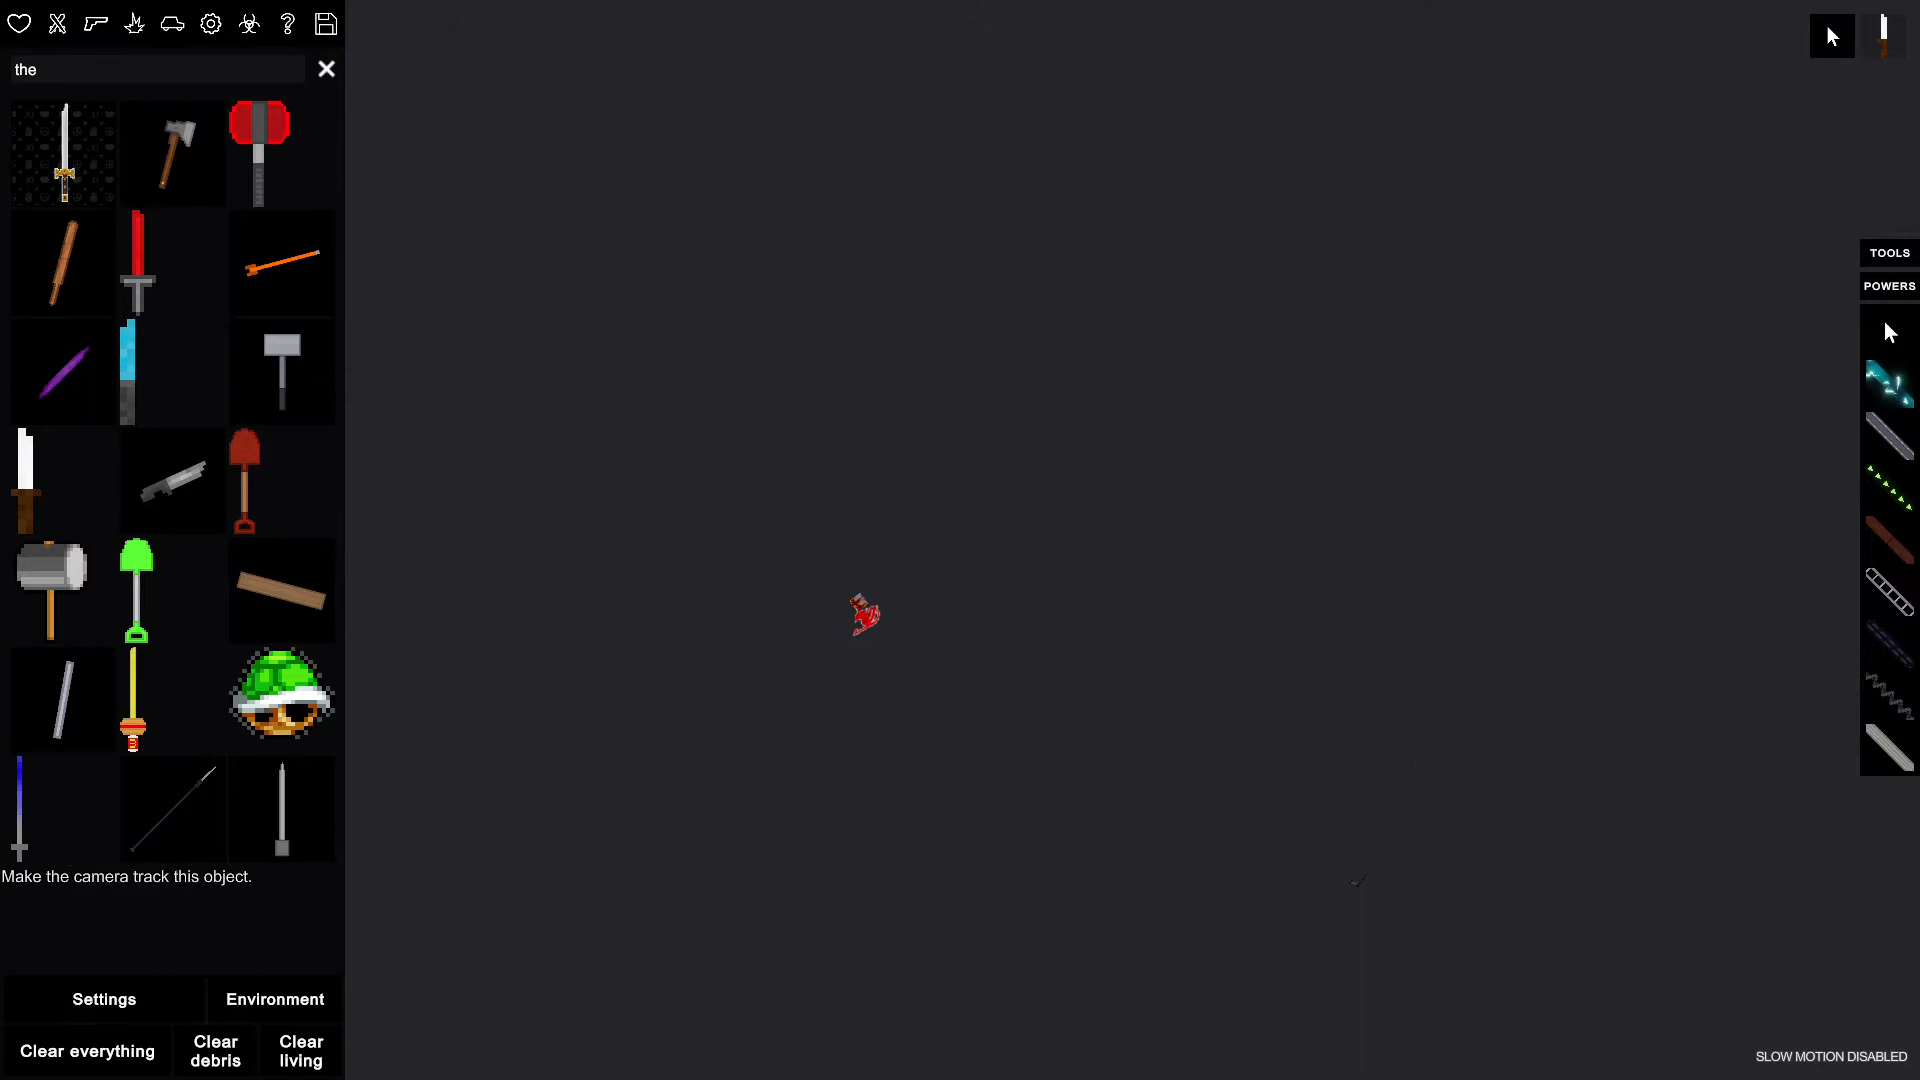 the
TOOLS
POWERS
Make the camera track this object.
Settings
Environment
Clear everything
Clear
debris
Clear
living
SLOW MOTION DISABLED